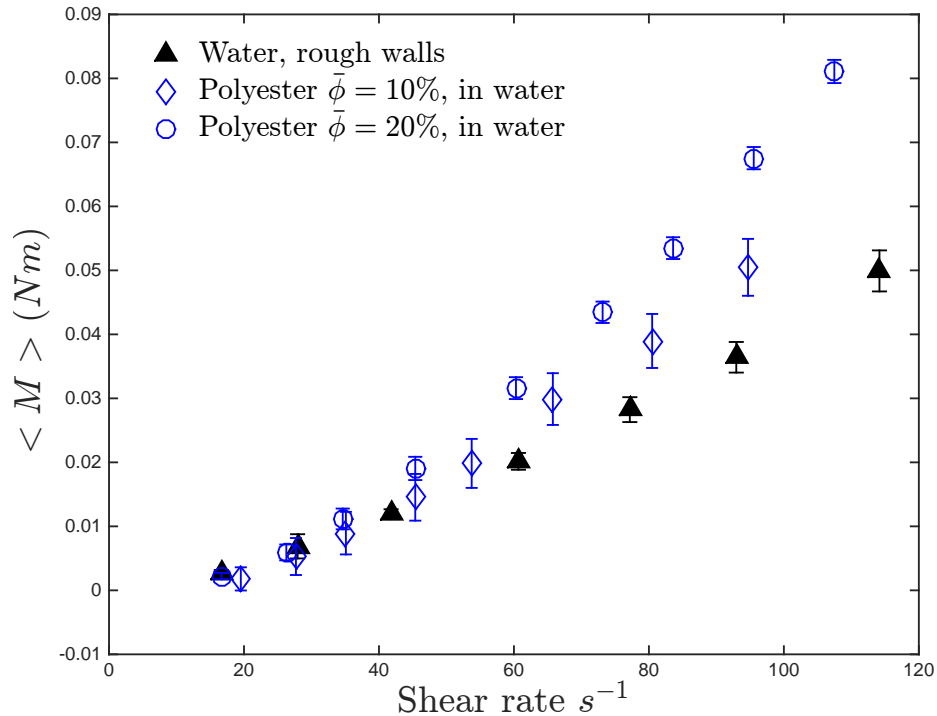 0.09
0.08
0.07
0.06
0.05
0.04
0.03
0.02
0.01
0
-0.01
< M > (Nm)
Water, rough walls
Polyester ϕ̄ = 10%, in water
Polyester ϕ̄ = 20%, in water
0 20 40 60 80 100 120
Shear rate s⁻¹